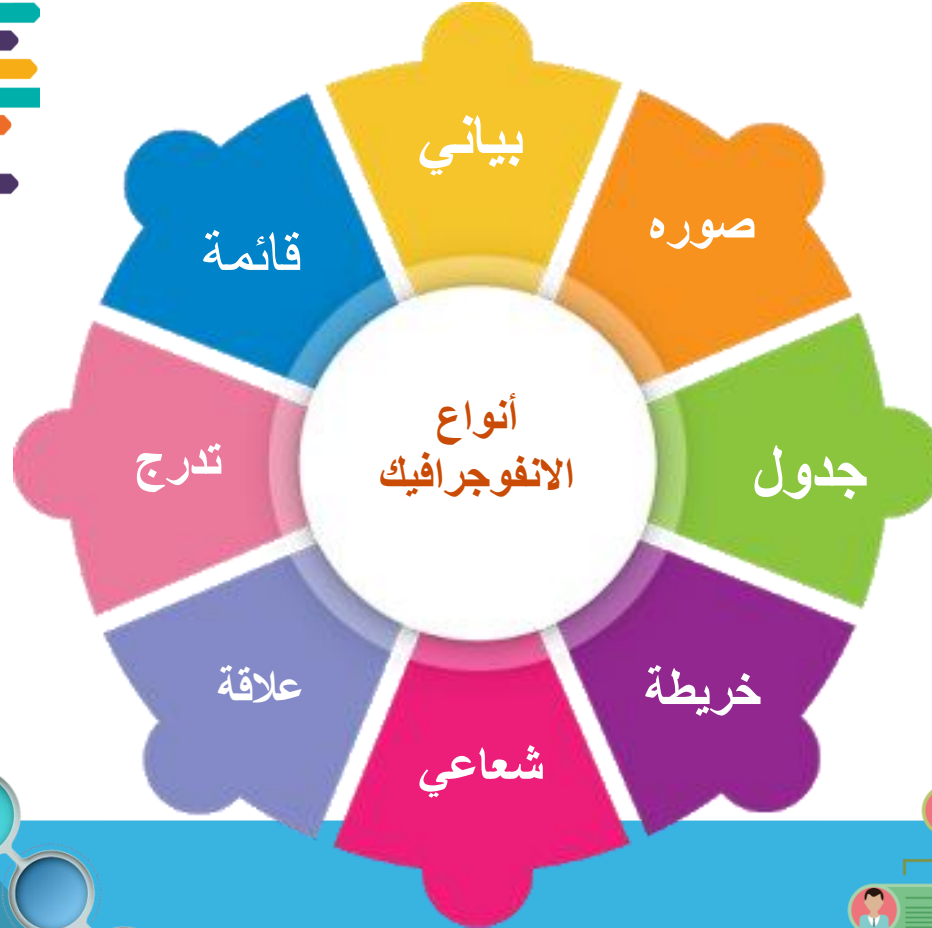 أنواع
الانفوجرافيك
بياني
صوره
جدول
خريطة
شعاعي
علاقة
تدرج
قائمة